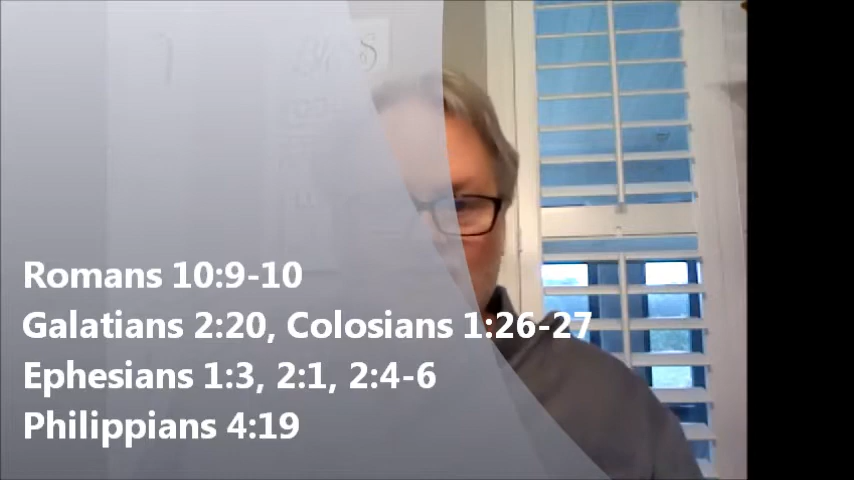 Romans 10:9-10
Galatians 2:20, Colosians 1:26-27
Ephesians 1:3, 2:1, 2:4-6
Philippians 4:19